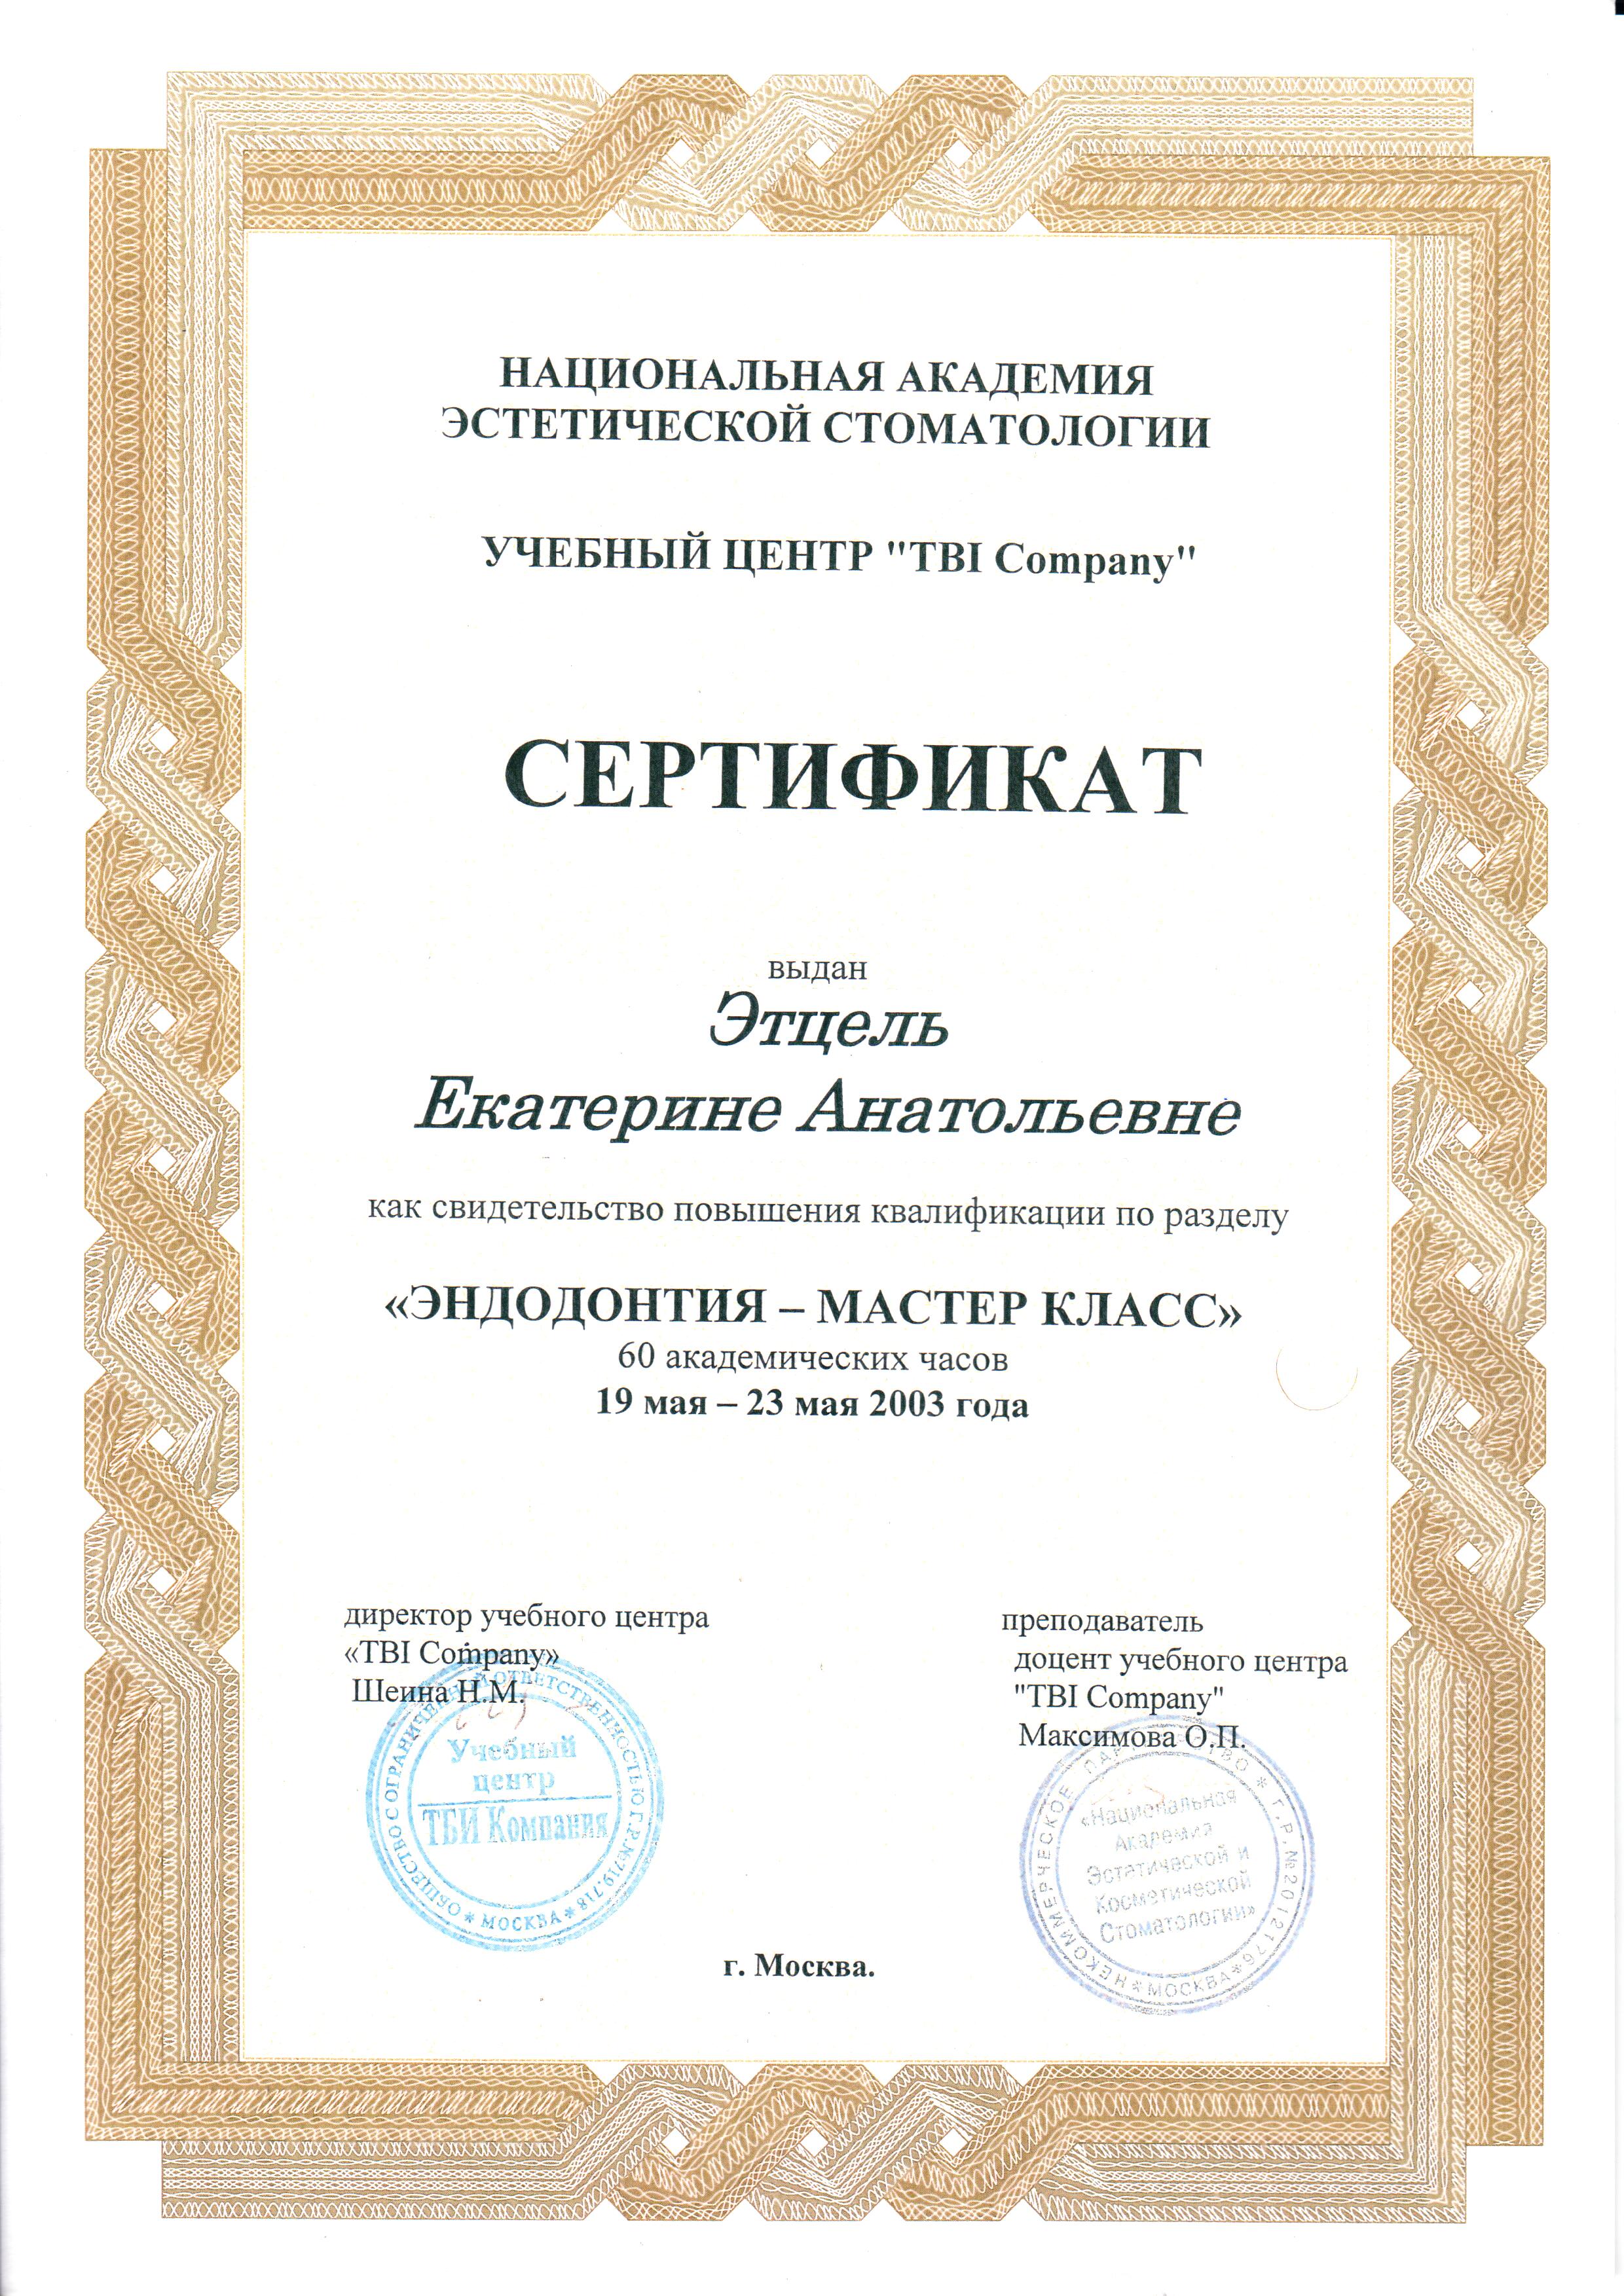 НАЦИОНАЛЬНАЯ АКАДЕМИЯ
ЭСТЕТИЧЕСКОЙ СТОМАТОЛОГИИ
УЧЕБНЫЙ ЦЕНТР "TBI Company"
СЕРТИФИКАТ
выдан
Этцель
Екатерине Анатольевне
как свидетельство повышения квалификации по разделу
«ЭНДОДОНТИЯ – МАСТЕР КЛАСС»
60 академических часов
19 мая – 23 мая 2003 года
директор учебного центра
«TBI Company»
Шеина Н.М.
преподаватель
доцент учебного центра
"TBI Company"
Максимова О.П.
ОБЩЕСТВО С ОГРАНИЧЕННОЙ ОТВЕТСТВЕННОСТЬЮ Г.Р.№719.718
* МОСКВА *
Учебный
центр
ТБИ Компания
НЕКОММЕРЧЕСКОЕ ПАРТНЕРСТВО * Г.Р.№2012176
* МОСКВА *
«Национальная
Академия
Эстетической и
Косметической
Стоматологии»
г. Москва.